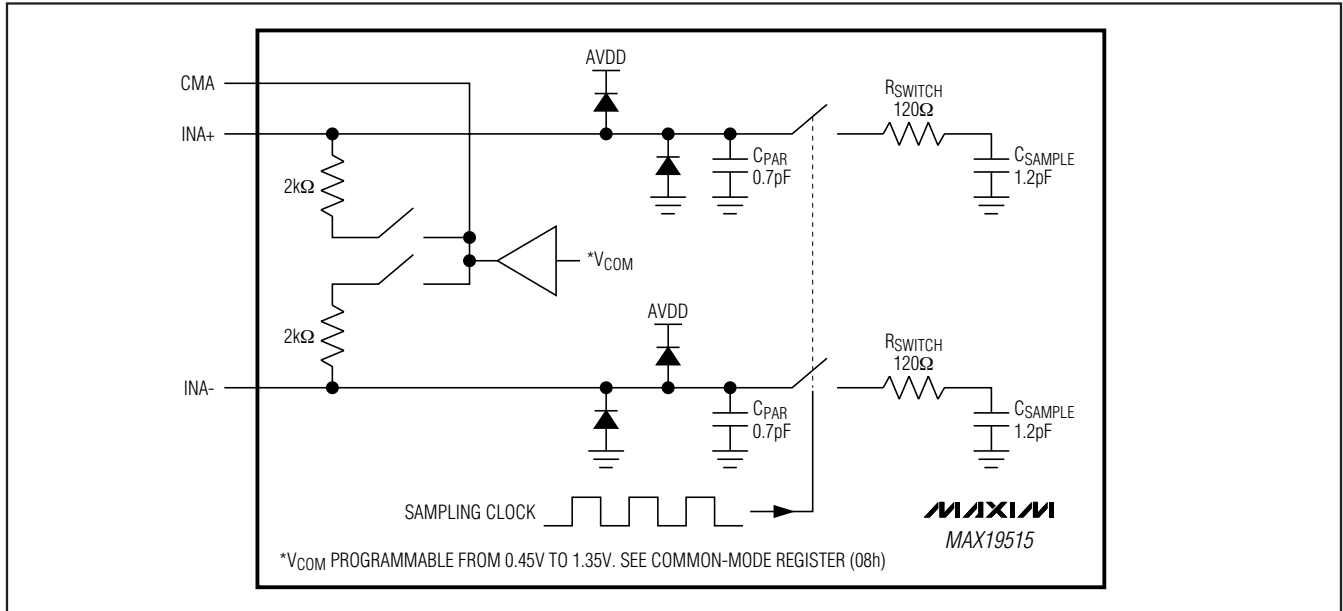 AVDD
CMA
RSWITCH
120Ω
INA+
CPAR
0.7pF
CSAMPLE
1.2pF
2kΩ
*VCOM
AVDD
2kΩ
RSWITCH
120Ω
INA-
CPAR
0.7pF
CSAMPLE
1.2pF
SAMPLING CLOCK
MAXIM
MAX19515
*VCOM PROGRAMMABLE FROM 0.45V TO 1.35V. SEE COMMON-MODE REGISTER (08h)